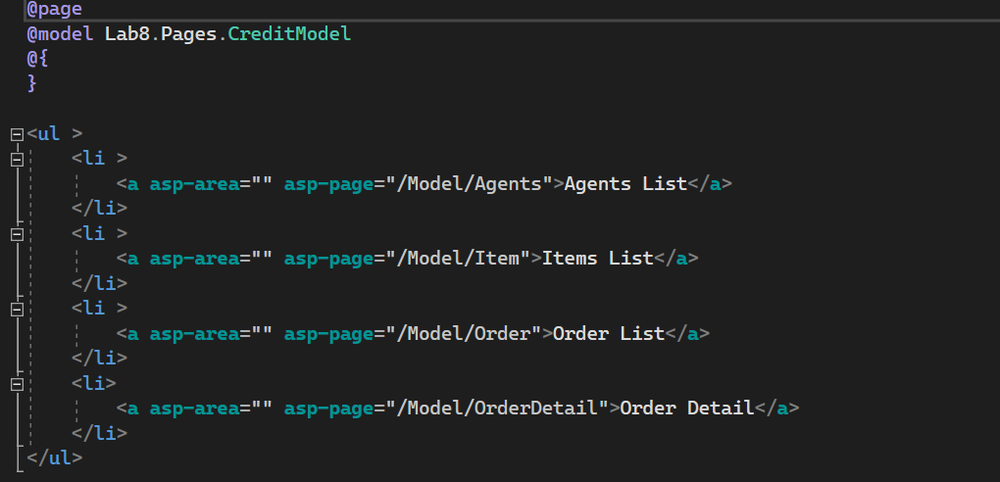 @page
@model Lab8.Pages.CreditModel
@{
}
<ul >
<li >
<a asp-area="" asp-page="/Model/Agents">Agents List</a>
</li>
<li >
<a asp-area="" asp-page="/Model/Item">Items List</a>
</li>
<li >
<a asp-area="" asp-page="/Model/Order">Order List</a>
</li>
<li>
<a asp-area="" asp-page="/Model/OrderDetail">Order Detail</a>
</li>
</ul>